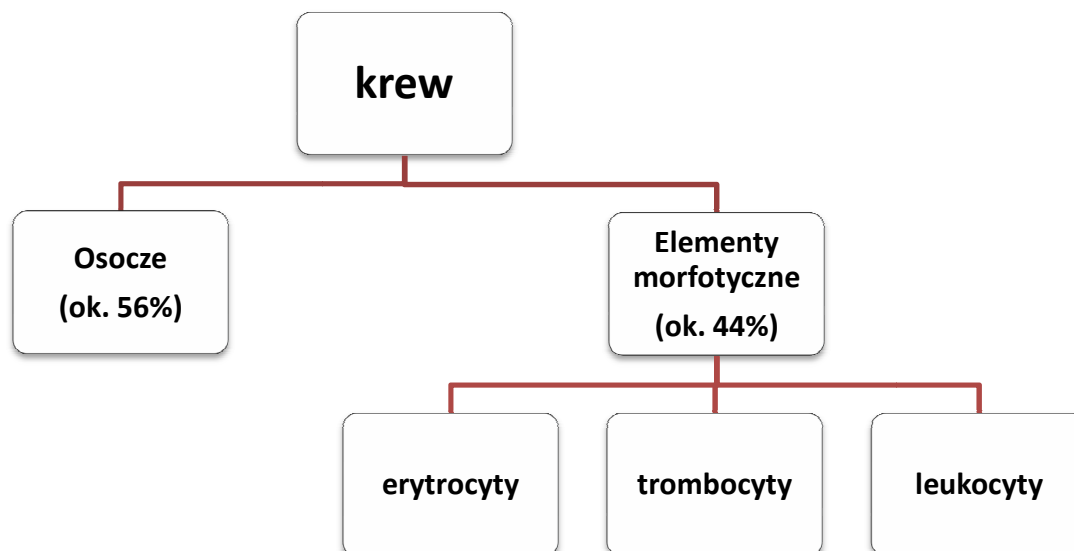 krew
Osocze
(ok. 56%)
Elementy
morfotyczne
(ok. 44%)
erytrocyty
trombocyty
leukocyty